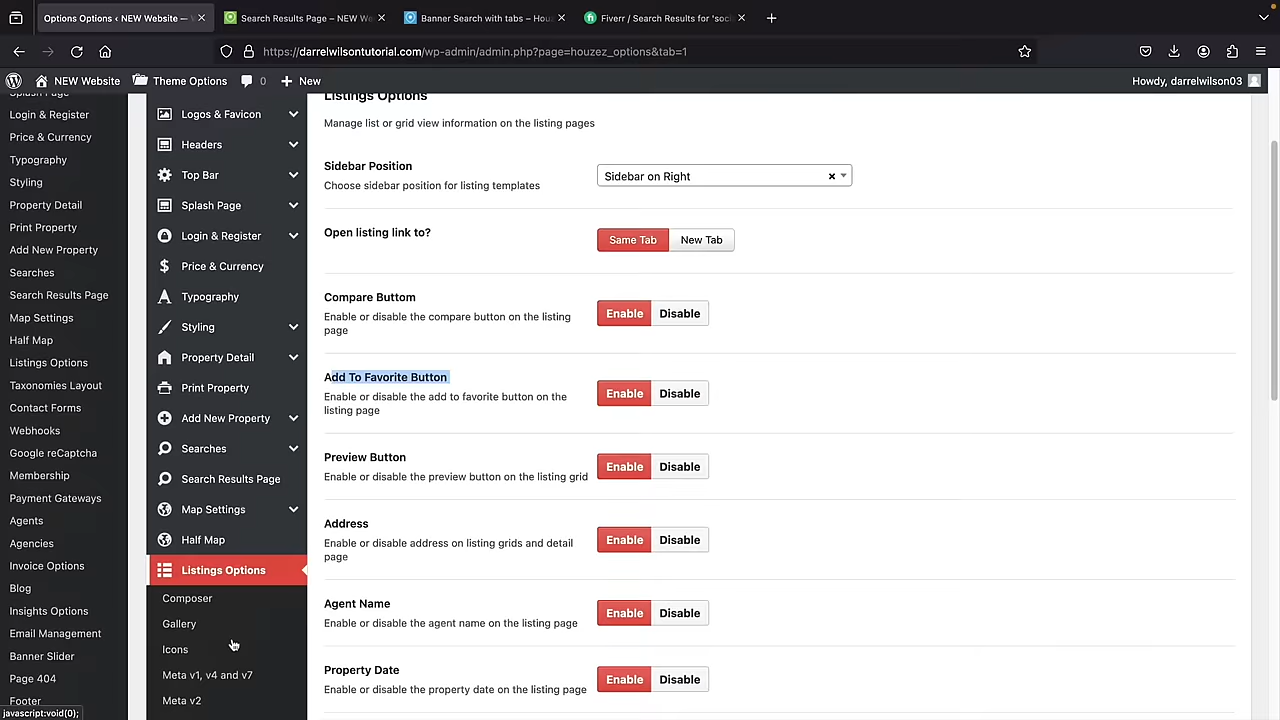 Options Options ‹ NEW Website —
Search Results Page – NEW We
Banner Search with tabs – Houz
Fiverr / Search Results for 'soci
https://darrelwilsontutorial.com/wp-admin/admin.php?page=houzez_options&tab=1
NEW Website
Theme Options
0
New
Howdy, darrelwilson03
Splash Page
Login & Register
Price & Currency
Typography
Styling
Property Detail
Print Property
Add New Property
Searches
Search Results Page
Map Settings
Half Map
Listings Options
Taxonomies Layout
Contact Forms
Webhooks
Google reCaptcha
Membership
Payment Gateways
Agents
Agencies
Invoice Options
Blog
Insights Options
Email Management
Banner Slider
Page 404
Footer
javascript:void(0);
Logos & Favicon
Headers
Top Bar
Splash Page
Login & Register
Price & Currency
Typography
Styling
Property Detail
Print Property
Add New Property
Searches
Search Results Page
Map Settings
Half Map
Listings Options
Composer
Gallery
Icons
Meta v1, v4 and v7
Meta v2
Listings Options
Manage list or grid view information on the listing pages
Sidebar Position
Choose sidebar position for listing templates
Sidebar on Right
Open listing link to?
Same Tab
New Tab
Compare Buttom
Enable or disable the compare button on the listing
page
Enable
Disable
Add To Favorite Button
Enable or disable the add to favorite button on the
listing page
Enable
Disable
Preview Button
Enable or disable the preview button on the listing grid
Enable
Disable
Address
Enable or disable address on listing grids and detail
page
Enable
Disable
Agent Name
Enable or disable the agent name on the listing page
Enable
Disable
Property Date
Enable or disable the property date on the listing page
Enable
Disable